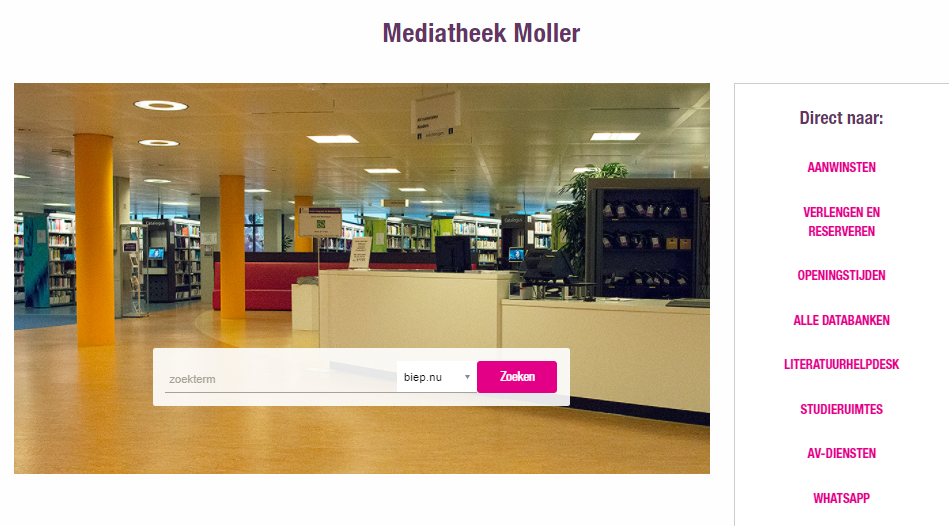 Mediatheek Moller
Direct naar:
AANWINSTEN
VERLENGEN EN
RESERVEREN
OPENINGSTIJDEN
ALLE DATABANKEN
LITERATUURHELPDESK
STUDIERUIMTES
AV-DIENSTEN
WHATSAPP
zoekterm
biep.nu
Zoeken